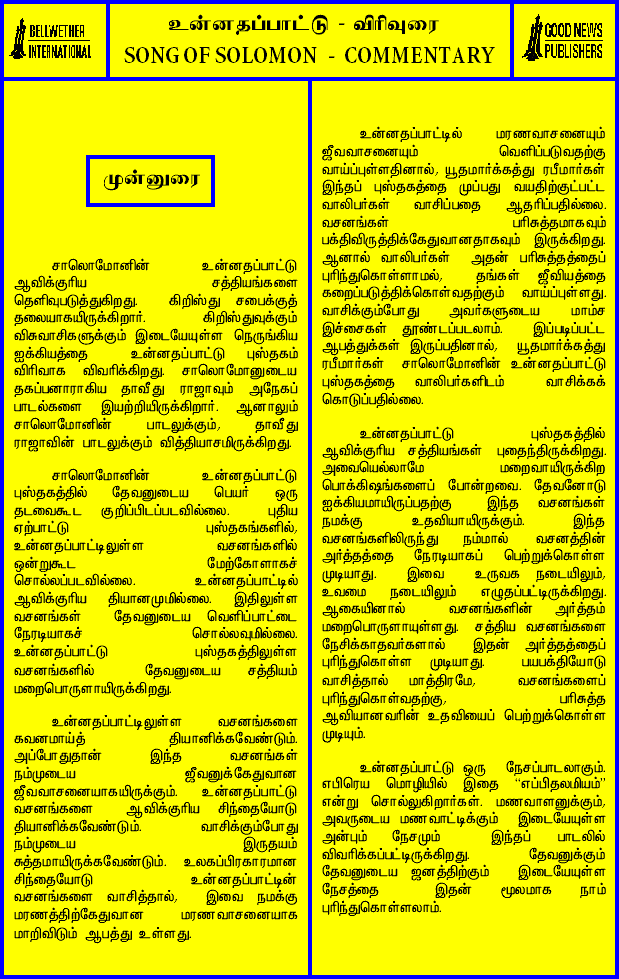 BELLWETHER
INTERNATIONAL
உன்னதப்பாட்டு - விரிவுரை
SONG OF SOLOMON - COMMENTARY
GOOD NEWS
PUBLISHERS
முன்னுரை
சாலொமோனின் உன்னதப்பாட்டு
ஆவிக்குரிய சத்தியங்களை
தெளிவுபடுத்துகிறது. கிறிஸ்து சபைக்குத்
தலையாகயிருக்கிறார். கிறிஸ்துவுக்கும்
விசுவாசிகளுக்கும் இடையேயுள்ள நெருங்கிய
ஐக்கியத்தை உன்னதப்பாட்டு புஸ்தகம்
விரிவாக விவரிக்கிறது. சாலொமோனுடைய
தகப்பனாராகிய தாவீது ராஜாவும் அநேகப்
பாடல்களை இயற்றியிருக்கிறார். ஆனாலும்
சாலொமோனின் பாடலுக்கும், தாவீது
ராஜாவின் பாடலுக்கும் வித்தியாசமிருக்கிறது.
சாலொமோனின் உன்னதப்பாட்டு
புஸ்தகத்தில் தேவனுடைய பெயர் ஒரு
தடவைகூட குறிப்பிடப்படவில்லை. புதிய
ஏற்பாட்டு புஸ்தகங்களில்,
உன்னதப்பாட்டிலுள்ள வசனங்களில்
ஒன்றுகூட மேற்கோளாகச்
சொல்லப்படவில்லை. உன்னதப்பாட்டில்
ஆவிக்குரிய தியானமுமில்லை. இதிலுள்ள
வசனங்கள் தேவனுடைய வெளிப்பாட்டை
நேரடியாகச் சொல்லவுமில்லை.
உன்னதப்பாட்டு புஸ்தகத்திலுள்ள
வசனங்களில் தேவனுடைய சத்தியம்
மறைபொருளாயிருக்கிறது.
உன்னதப்பாட்டிலுள்ள வசனங்களை
கவனமாய்த் தியானிக்கவேண்டும்.
அப்போதுதான் இந்த வசனங்கள்
நம்முடைய ஜீவனுக்கேதுவான
ஜீவவாசனையாகயிருக்கும். உன்னதப்பாட்டு
வசனங்களை ஆவிக்குரிய சிந்தையோடு
தியானிக்கவேண்டும். வாசிக்கும்போது
நம்முடைய இருதயம்
சுத்தமாயிருக்கவேண்டும். உலகப்பிரகாரமான
சிந்தையோடு உன்னதப்பாட்டின்
வசனங்களை வாசித்தால், இவை நமக்கு
மரணத்திற்கேதுவான மரணவாசனையாக
மாறிவிடும் ஆபத்து உள்ளது.
உன்னதப்பாட்டில் மரணவாசனையும்
ஜீவவாசனையும் வெளிப்படுவதற்கு
வாய்ப்புள்ளதினால், யூதமார்க்கத்து ரபீமார்கள்
இந்தப் புஸ்தகத்தை முப்பது வயதிற்குட்பட்ட
வாலிபர்கள் வாசிப்பதை ஆதரிப்பதில்லை.
வசனங்கள் பரிசுத்தமாகவும்
பக்திவிருத்திக்கேதுவானதாகவும் இருக்கிறது.
ஆனால் வாலிபர்கள் அதன் பரிசுத்தத்தைப்
புரிந்துகொள்ளாமல், தங்கள் ஜீவியத்தை
கறைப்படுத்திக்கொள்வதற்கும் வாய்ப்புள்ளது.
வாசிக்கும்போது அவர்களுடைய மாம்ச
இச்சைகள் தூண்டப்படலாம். இப்படிப்பட்ட
ஆபத்துக்கள் இருப்பதினால், யூதமார்க்கத்து
ரபீமார்கள் சாலொமோனின் உன்னதப்பாட்டு
புஸ்தகத்தை வாலிபர்களிடம் வாசிக்கக்
கொடுப்பதில்லை.
உன்னதப்பாட்டு புஸ்தகத்தில்
ஆவிக்குரிய சத்தியங்கள் புதைந்திருக்கிறது.
அவையெல்லாமே மறைவாயிருக்கிற
பொக்கிஷங்களைப் போன்றவை. தேவனோடு
ஐக்கியமாயிருப்பதற்கு இந்த வசனங்கள்
நமக்கு உதவியாயிருக்கும். இந்த
வசனங்களிலிருந்து நம்மால் வசனத்தின்
அர்த்தத்தை நேரடியாகப் பெற்றுக்கொள்ள
முடியாது. இவை உருவக நடையிலும்,
உவமை நடையிலும் எழுதப்பட்டிருக்கிறது.
ஆகையினால் வசனங்களின் அர்த்தம்
மறைபொருளாயுள்ளது. சத்திய வசனங்களை
நேசிக்காதவர்களால் இதன் அர்த்தத்தைப்
புரிந்துகொள்ள முடியாது. பயபக்தியோடு
வாசித்தால் மாத்திரமே, வசனங்களைப்
புரிந்துகொள்வதற்கு, பரிசுத்த
ஆவியானவரின் உதவியைப் பெற்றுக்கொள்ள
முடியும்.
உன்னதப்பாட்டு ஒரு நேசப்பாடலாகும்.
எபிரெய மொழியில் இதை “எப்பிதலமியம்”
என்று சொல்லுகிறார்கள். மணவாளனுக்கும்,
அவருடைய மணவாட்டிக்கும் இடையேயுள்ள
அன்பும் நேசமும் இந்தப் பாடலில்
விவரிக்கப்பட்டிருக்கிறது. தேவனுக்கும்
தேவனுடைய ஜனத்திற்கும் இடையேயுள்ள
நேசத்தை இதன் மூலமாக நாம்
புரிந்துகொள்ளலாம்.